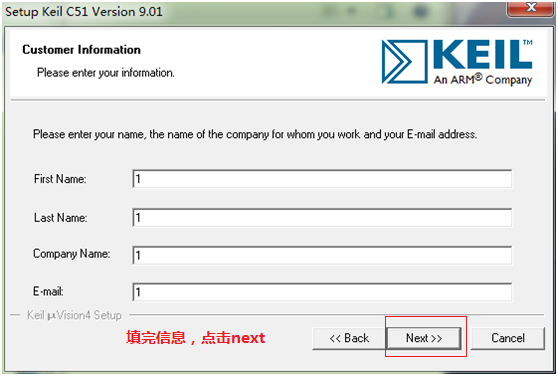 Setup Keil C51 Version 9.01
Customer Information
Please enter your information.
KEIL™
An ARM® Company
Please enter your name, the name of the company for whom you work and your E-mail address.
First Name: 1
Last Name: 1
Company Name: 1
E-mail: 1
Keil µVision4 Setup
填完信息，点击next
<< Back Next >> Cancel